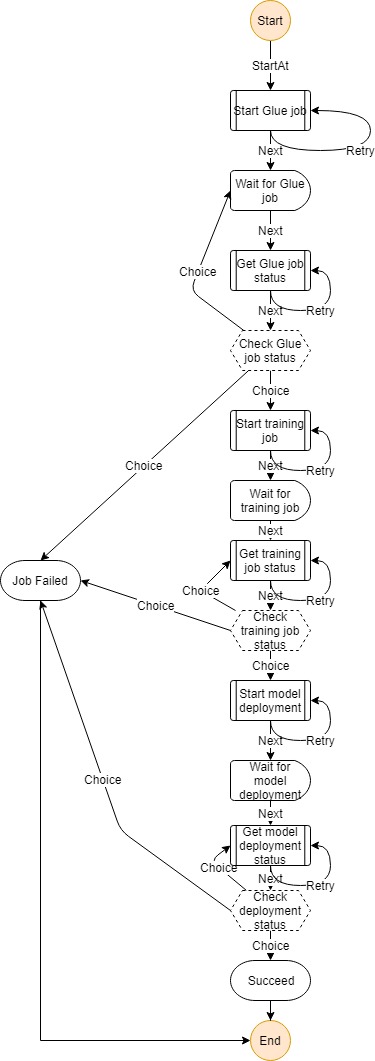 Start
StartAt
Start Glue job
Next
Retry
Wait for Glue
job
Next
Choice
Get Glue job
status
Next
Retry
Check Glue
job status
Choice
Start training
job
Choice
Next
Retry
Wait for
training job
Next
Get training
job status
Job Failed
Choice
Next
Retry
Choice
Check
training job
status
Choice
Start model
deployment
Next
Retry
Wait for
model
deployment
Choice
Next
Get model
deployment
status
Choice
Next
Retry
Check
deployment
status
Choice
Succeed
End